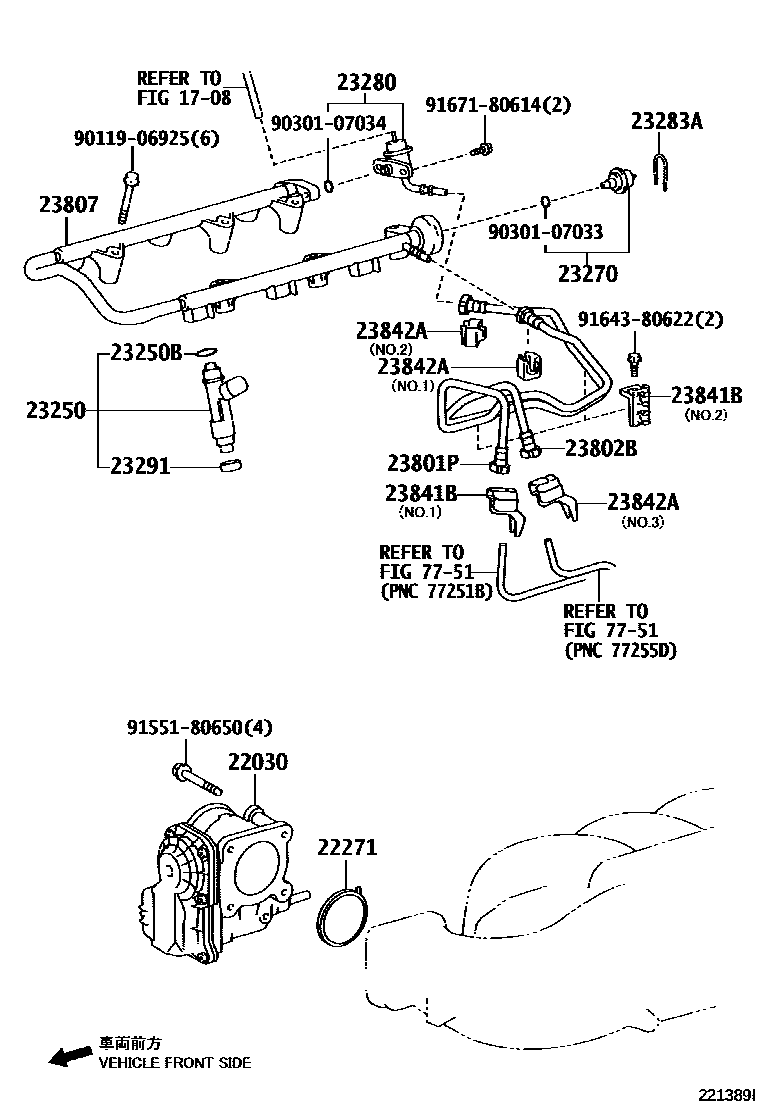 REFER TO
FIG 17-08
23280
90301-07034
91671-80614(2)
23283A
90119-06925(6)
23807
90301-07033
23270
23842A
(NO.2)
91643-80622(2)
23250B
23842A
(NO.1)
23841B
(NO.2)
23250
23291
23801P
23802B
23841B
(NO.1)
23842A
(NO.3)
REFER TO
FIG 77-51
(PNC 77251B)
REFER TO
FIG 77-51
(PNC 77255D)
91551-80650(4)
22030
22271
車両前方
VEHICLE FRONT SIDE
221389I